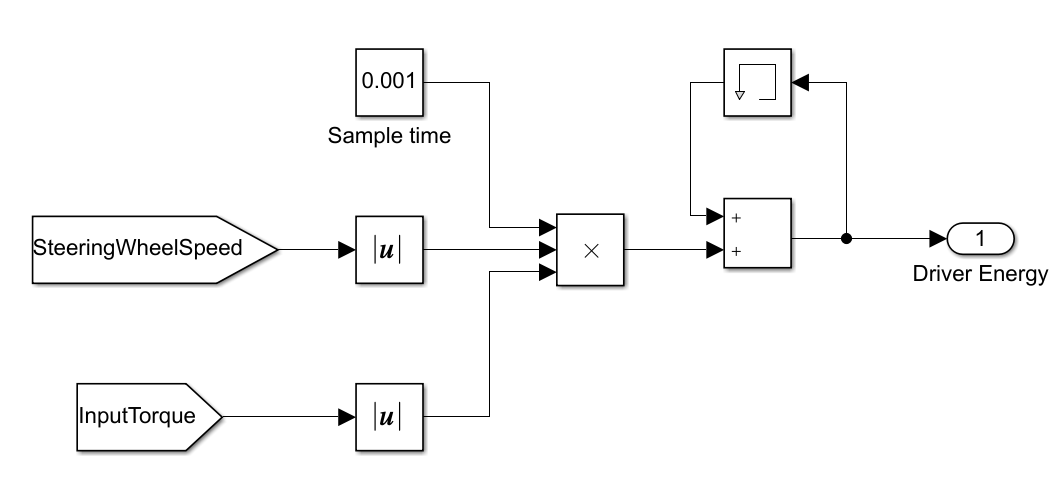 0.001
Sample time
SteeringWheelSpeed
|u|
×
+
+
1
Driver Energy
InputTorque
|u|